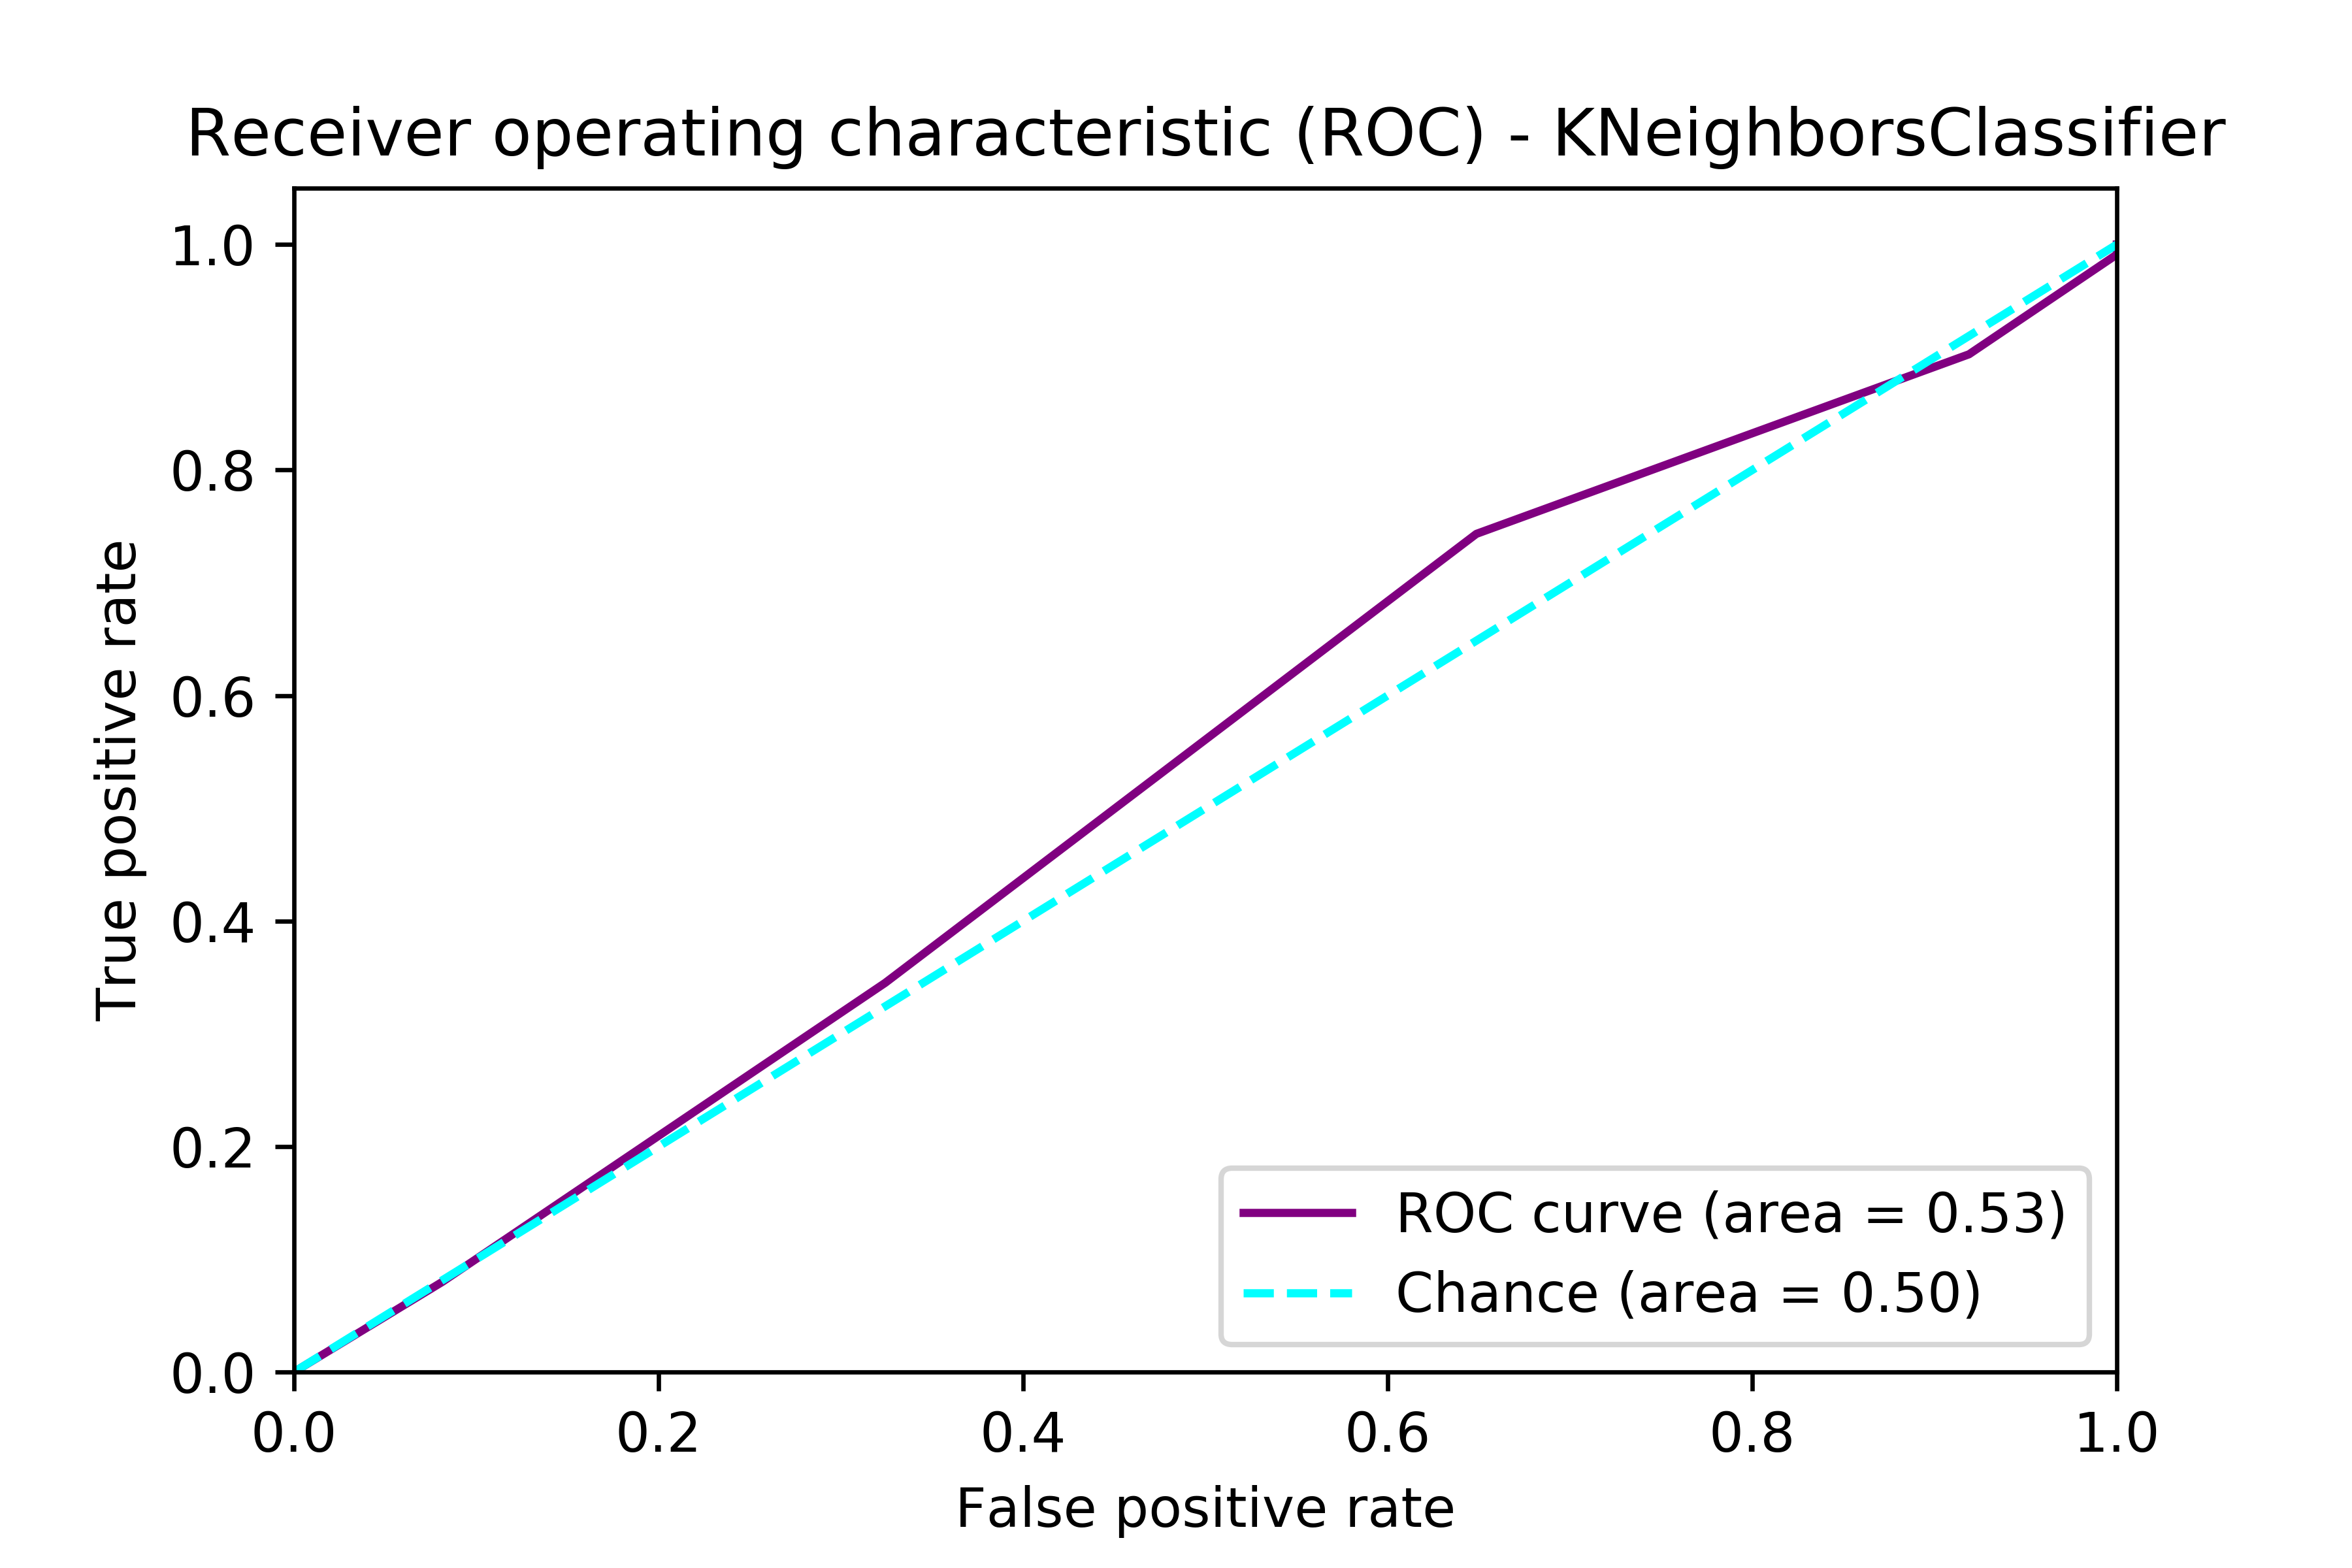 Receiver operating characteristic (ROC) - KNeighborsClassifier
1.0
0.8
0.6
0.4
0.2
0.0
True positive rate
ROC curve (area = 0.53)
Chance (area = 0.50)
0.0 0.2 0.4 0.6 0.8 1.0
False positive rate